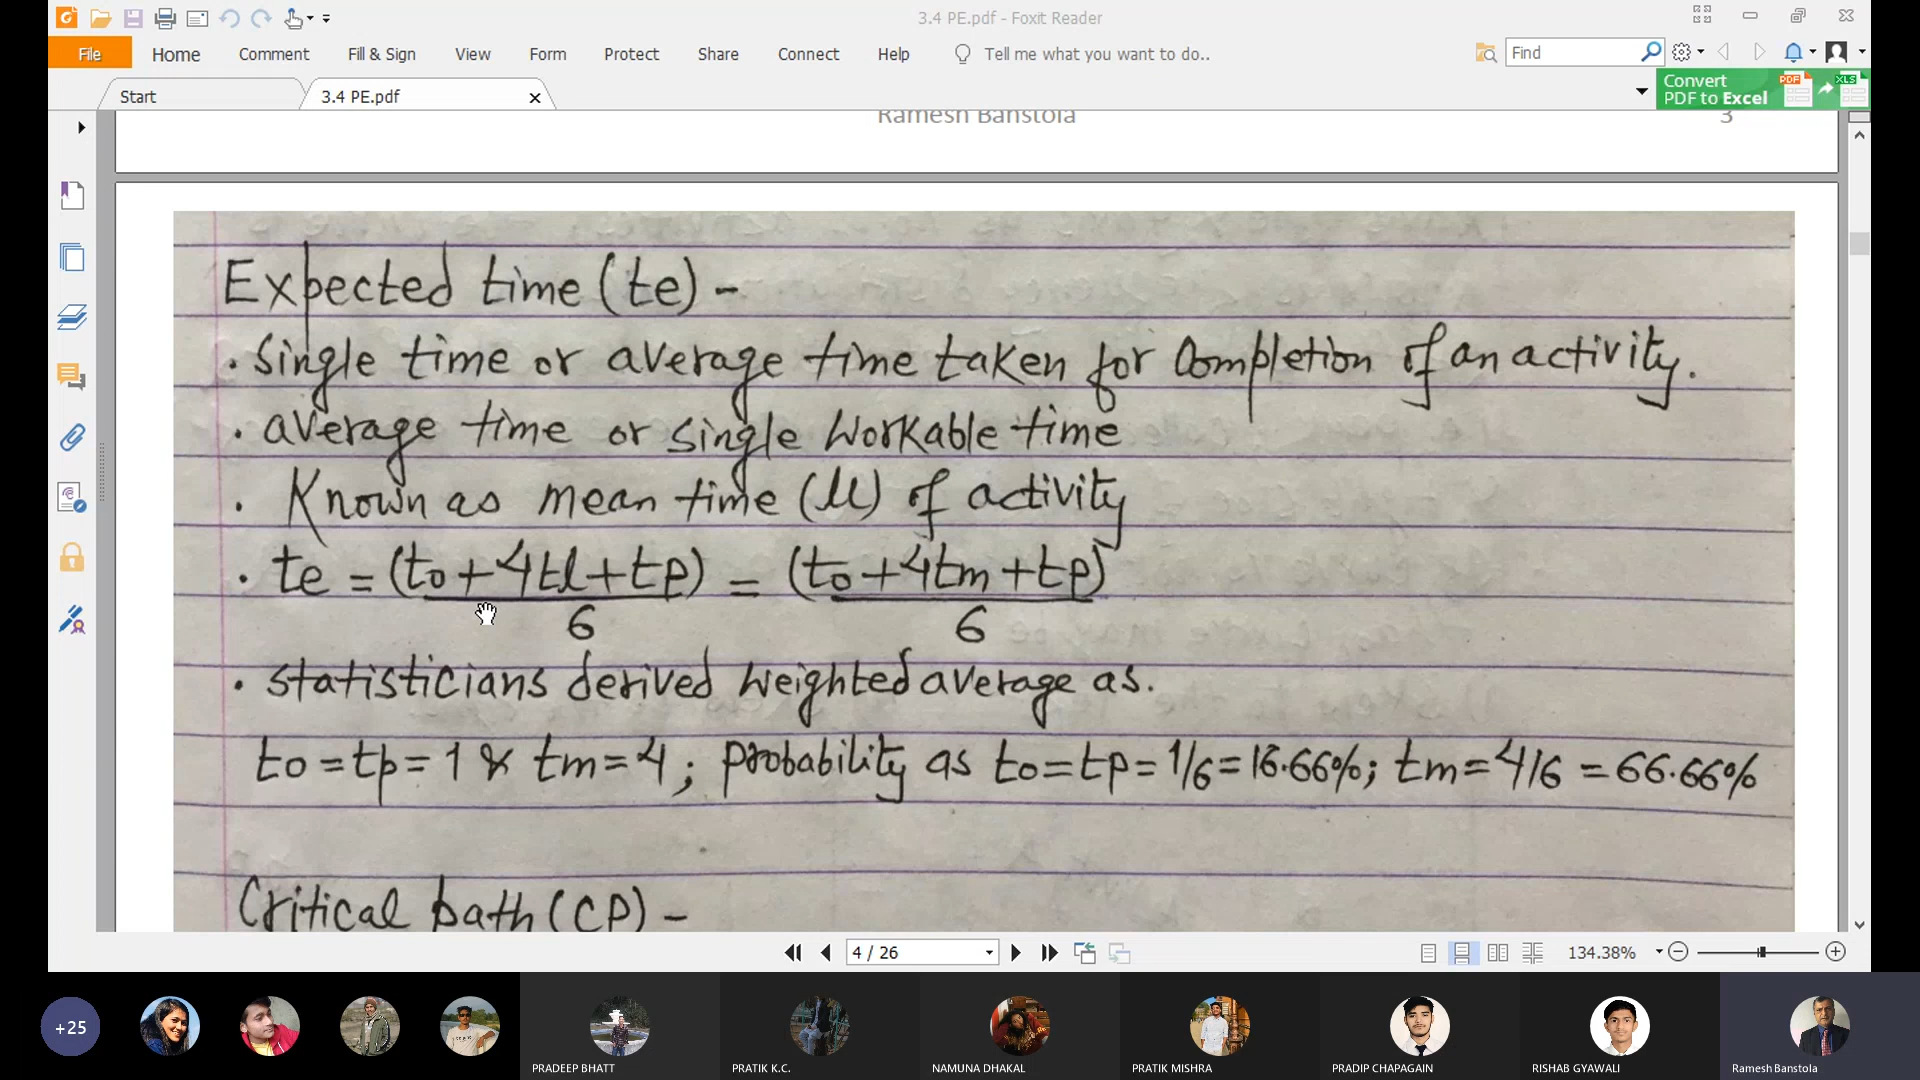 3.4 PE.pdf - Foxit Reader
File Home Comment Fill & Sign View Form Protect Share Connect Help Tell me what you want to do.. Find
Start 3.4 PE.pdf
Convert PDF to Excel PDF XLS
Ramesh Banstola 3
Expected time (te) -
. Single time or average time taken for Completion of an activity.
. average time or single Workable time
. Known as mean time (µ) of activity
. te = (to+4tl+tp) = (to+4tm+tp)
6 6
. Statisticians derived weighted average as.
to = tp = 1 & tm = 4 ; probability as to = tp = 1/6 = 16.66% ; tm = 4/6 = 66.66%
Critical path (CP) -
4 / 26 134.38%
+25
PRADEEP BHATT PRATIK K.C. NAMUNA DHAKAL PRATIK MISHRA PRADIP CHAPAGAIN RISHAB GYAWALI Ramesh Banstola